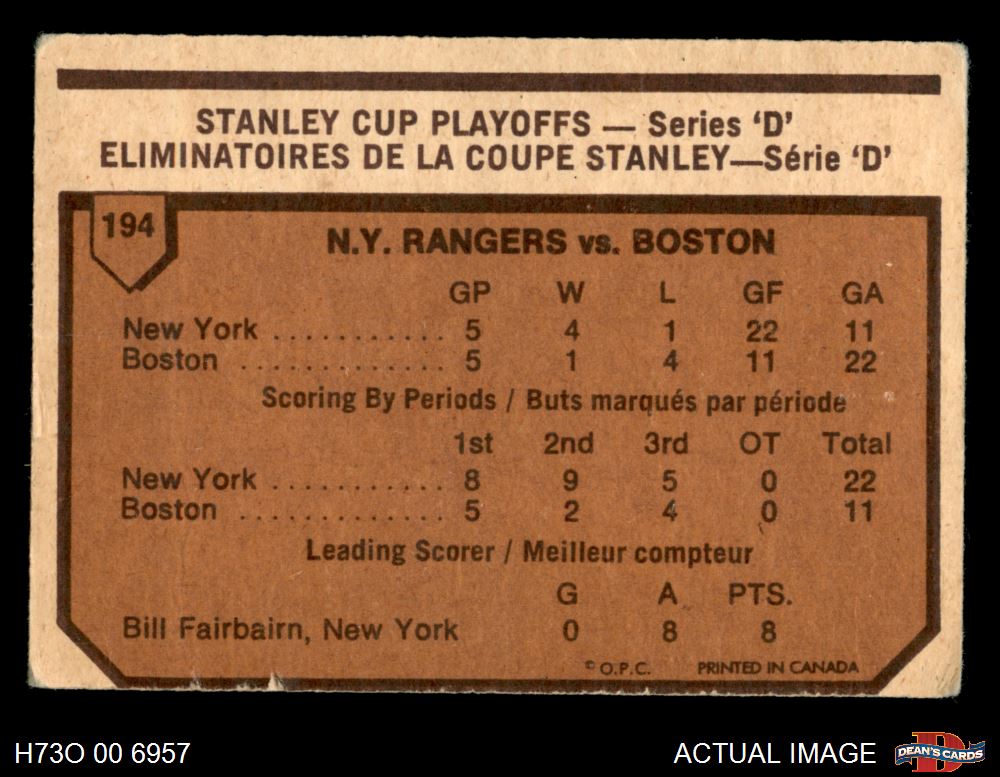 STANLEY CUP PLAYOFFS — Series 'D'
ELIMINATOIRES DE LA COUPE STANLEY—Série 'D'
194
N.Y. RANGERS vs. BOSTON
GP W L GF GA
New York ........... 5 4 1 22 11
Boston ............. 5 1 4 11 22
Scoring By Periods / Buts marqués par période
1st 2nd 3rd OT Total
New York ........... 8 9 5 0 22
Boston ............. 5 2 4 0 11
Leading Scorer / Meilleur compteur
G A PTS.
Bill Fairbairn, New York 0 8 8
© O.P.C. PRINTED IN CANADA
H73O 00 6957
ACTUAL IMAGE
D
DEAN'S CARDS